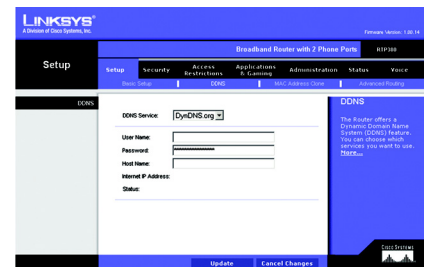 LINKSYS®
A Division of Cisco Systems, Inc.
Firmware Version: 1.00.14
Broadband Router with 2 Phone Ports
RTP300
Setup
Setup Security Access Restrictions Applications & Gaming Administration Status Voice
Basic Setup DDNS MAC Address Clone Advanced Routing
DDNS
DDNS Service: DynDNS.org
User Name:
Password: ****************
Host Name:
Internet IP Address:
Status:
DDNS
The Router offers a
Dynamic Domain Name
System (DDNS) feature.
You can choose which
services you want to use.
More...
Update Cancel Changes
CISCO SYSTEMS